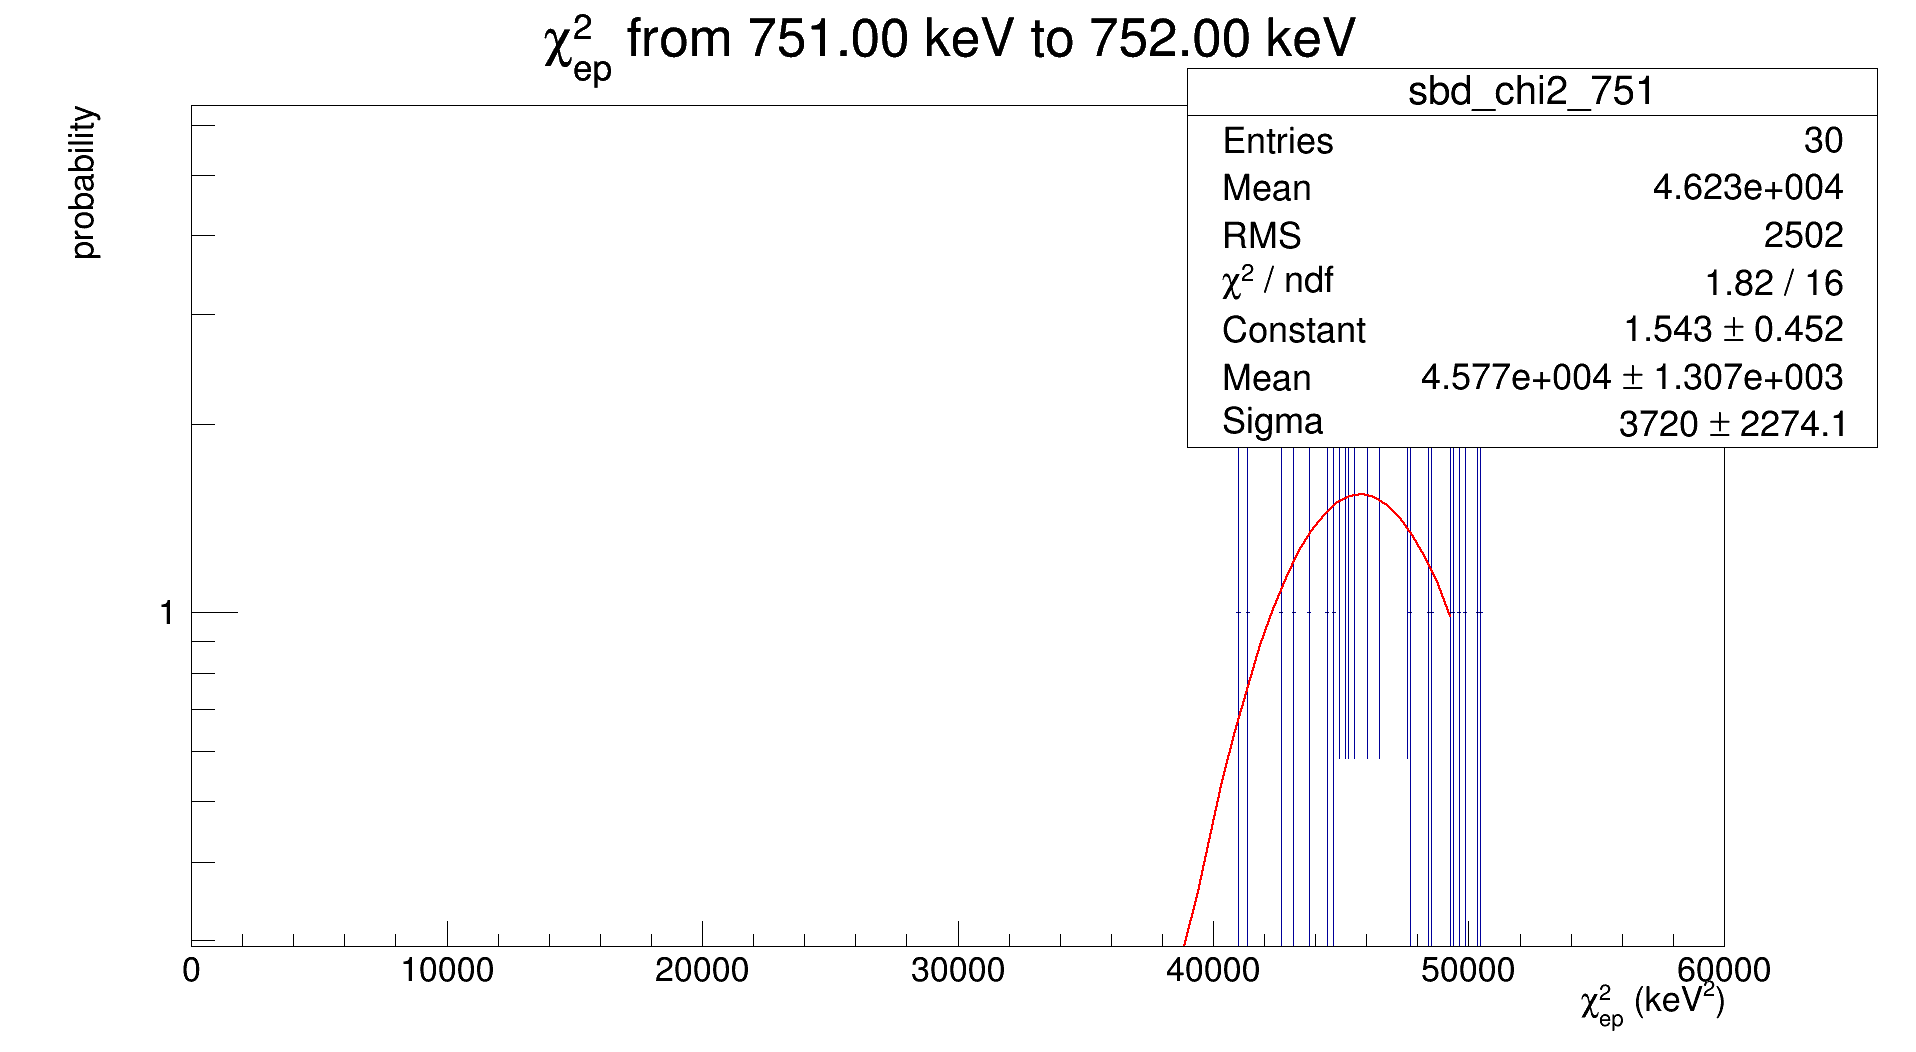 χ²ep from 751.00 keV to 752.00 keV
sbd_chi2_751
Entries 30
Mean 4.623e+004
RMS 2502
χ² / ndf 1.82 / 16
Constant 1.543 ± 0.452
Mean 4.577e+004 ± 1.307e+003
Sigma 3720 ± 2274.1
probability
1
0 10000 20000 30000 40000 50000 60000
χ²ep (keV²)